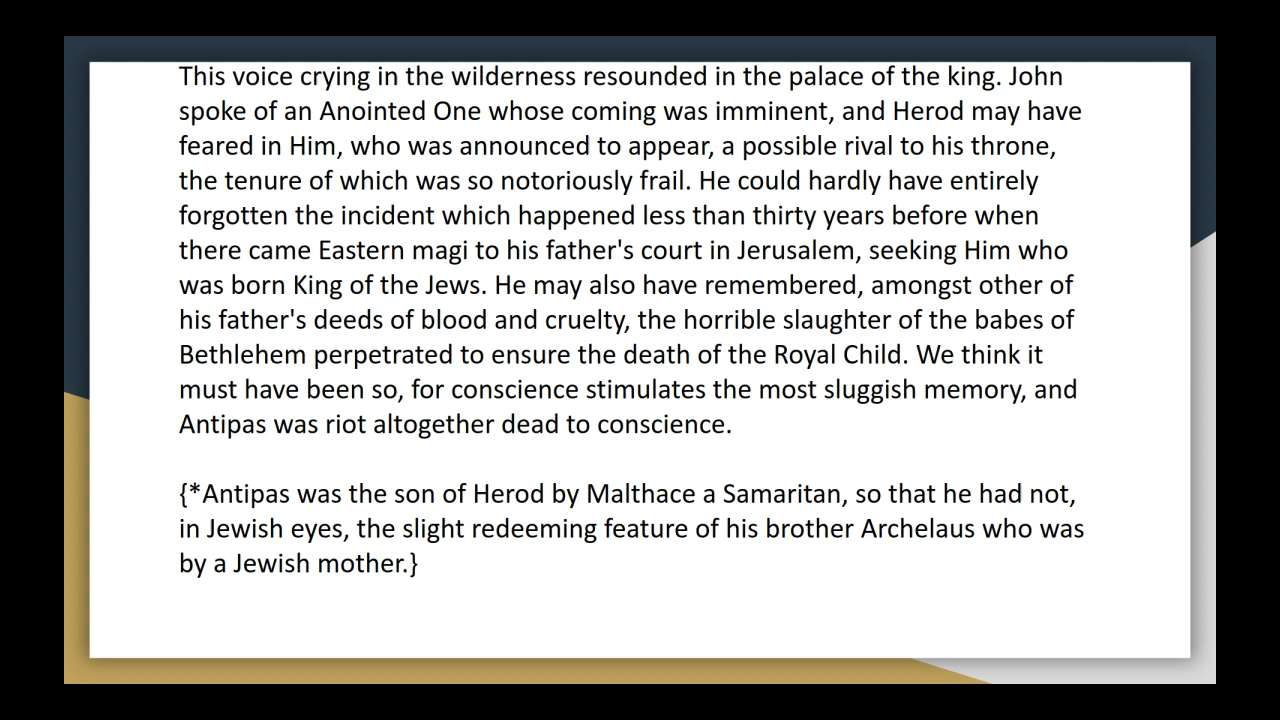 This voice crying in the wilderness resounded in the palace of the king. John
spoke of an Anointed One whose coming was imminent, and Herod may have
feared in Him, who was announced to appear, a possible rival to his throne,
the tenure of which was so notoriously frail. He could hardly have entirely
forgotten the incident which happened less than thirty years before when
there came Eastern magi to his father's court in Jerusalem, seeking Him who
was born King of the Jews. He may also have remembered, amongst other of
his father's deeds of blood and cruelty, the horrible slaughter of the babes of
Bethlehem perpetrated to ensure the death of the Royal Child. We think it
must have been so, for conscience stimulates the most sluggish memory, and
Antipas was riot altogether dead to conscience.
{*Antipas was the son of Herod by Malthace a Samaritan, so that he had not,
in Jewish eyes, the slight redeeming feature of his brother Archelaus who was
by a Jewish mother.}